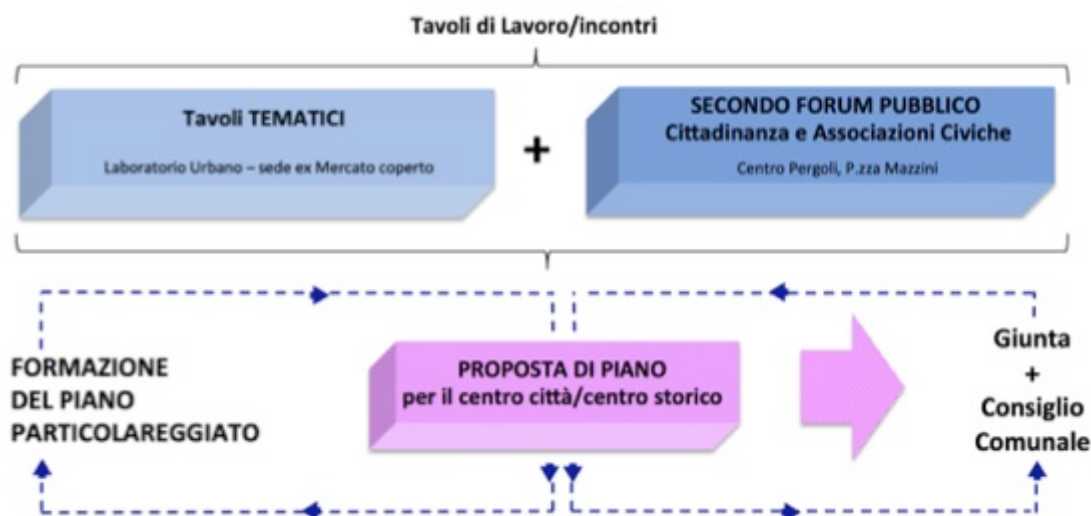 Tavoli di Lavoro/incontri
Tavoli TEMATICI
Laboratorio Urbano – sede ex Mercato coperto
+
SECONDO FORUM PUBBLICO
Cittadinanza e Associazioni Civiche
Centro Pergoli, P.zza Mazzini
FORMAZIONE
DEL PIANO
PARTICOLAREGGIATO
PROPOSTA DI PIANO
per il centro città/centro storico
Giunta
+
Consiglio
Comunale